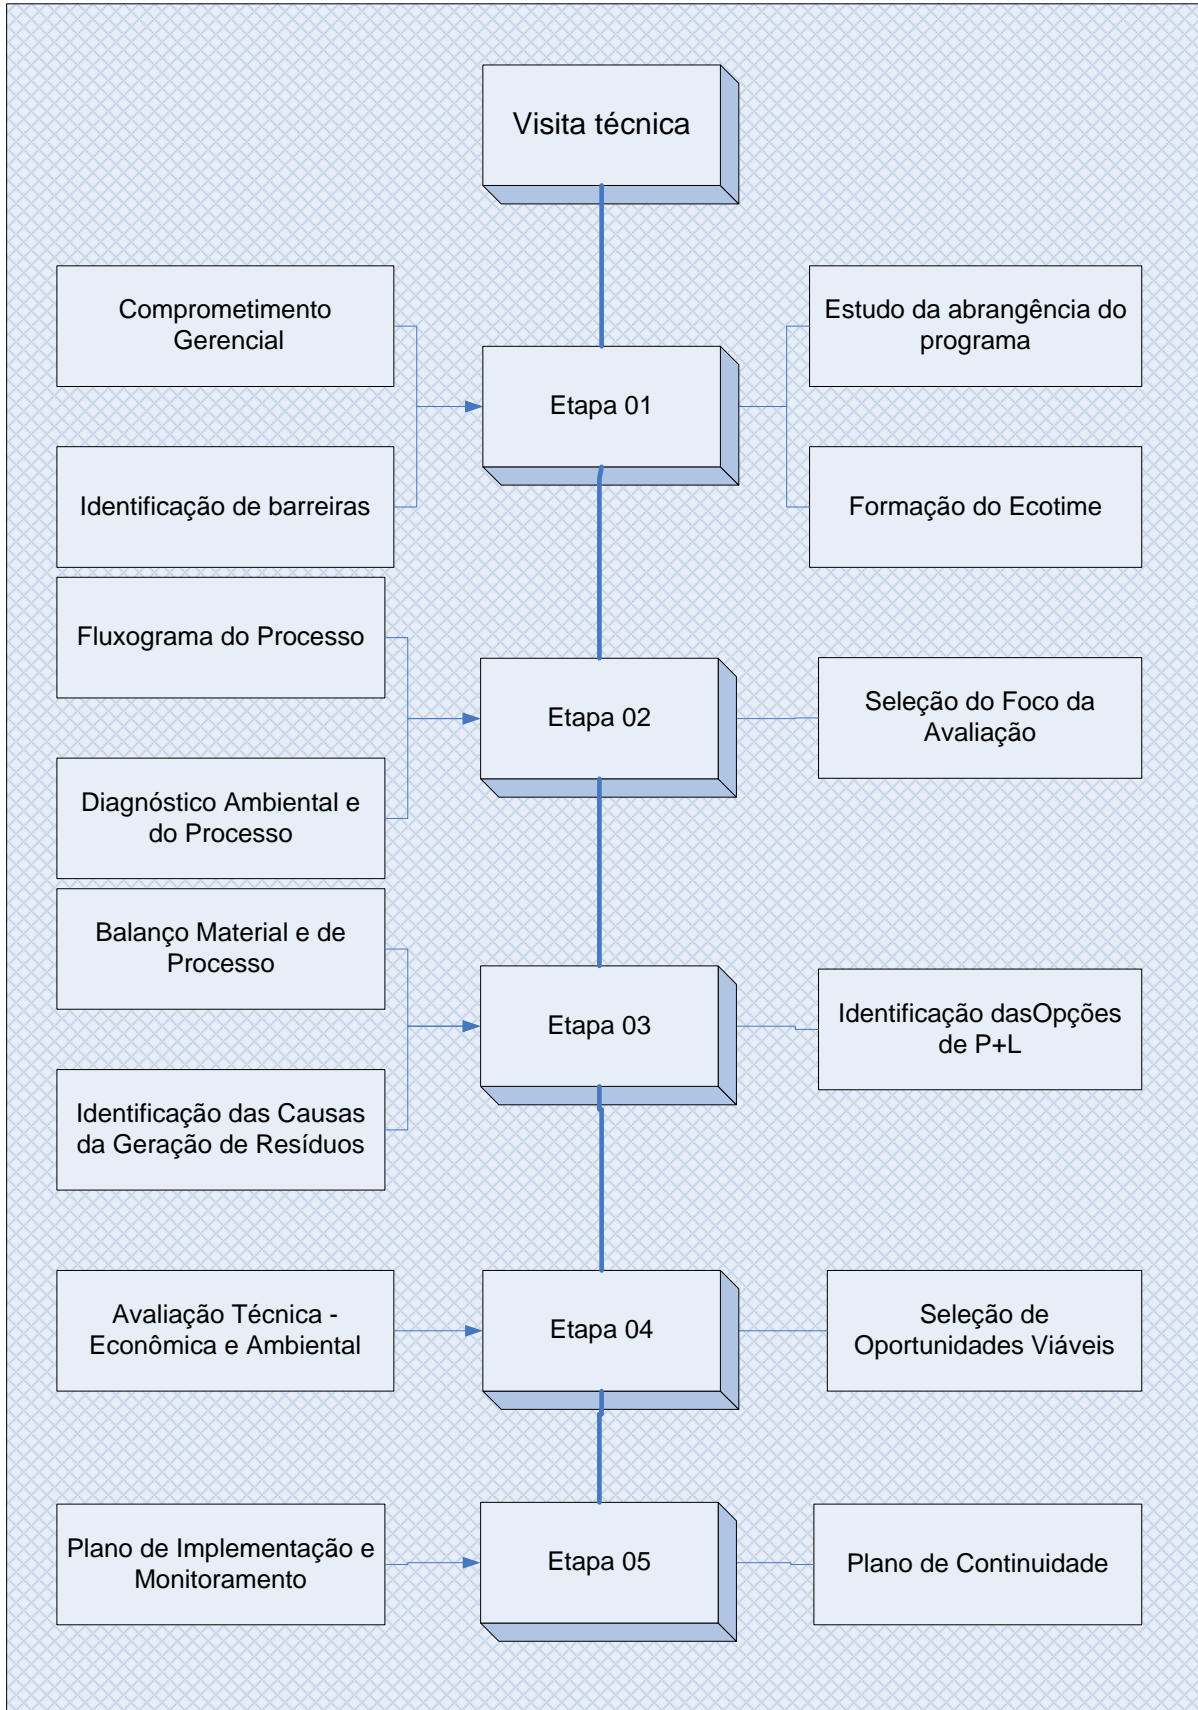 Visita técnica
Comprometimento
Gerencial
Estudo da abrangência do
programa
Etapa 01
Identificação de barreiras
Formação do Ecotime
Fluxograma do Processo
Etapa 02
Seleção do Foco da
Avaliação
Diagnóstico Ambiental e
do Processo
Balanço Material e de
Processo
Etapa 03
Identificação dasOpções
de P+L
Identificação das Causas
da Geração de Resíduos
Avaliação Técnica -
Econômica e Ambiental
Etapa 04
Seleção de
Oportunidades Viáveis
Plano de Implementação e
Monitoramento
Etapa 05
Plano de Continuidade